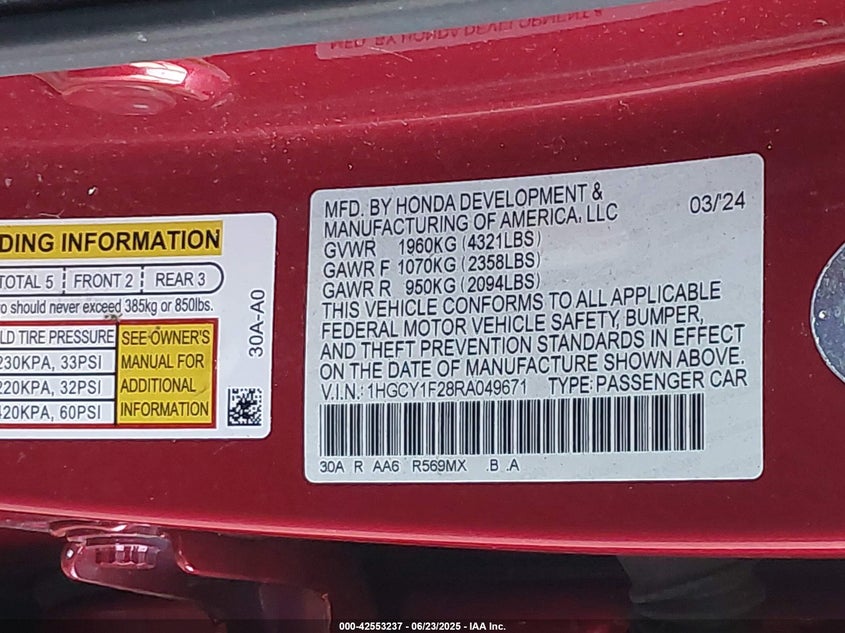 MFD. BY HONDA DEVELOPMENT &
MFD. BY HONDA DEVELOPMENT &
MANUFACTURING OF AMERICA, LLC
03/'24
GVWR 1960KG (4321LBS)
GAWR F 1070KG (2358LBS)
GAWR R 950KG (2094LBS)
THIS VEHICLE CONFORMS TO ALL APPLICABLE
FEDERAL MOTOR VEHICLE SAFETY, BUMPER,
AND THEFT PREVENTION STANDARDS IN EFFECT
ON THE DATE OF MANUFACTURE SHOWN ABOVE.
V.I.N.: 1HGCY1F28RA049671 TYPE: PASSENGER CAR
30A R AA6 R569MX .B .A
DING INFORMATION
TOTAL 5 FRONT 2 REAR 3
o should never exceed 385kg or 850lbs.
LD TIRE PRESSURE
230KPA, 33PSI
220KPA, 32PSI
420KPA, 60PSI
SEE OWNER'S
MANUAL FOR
ADDITIONAL
INFORMATION
30A-A0
000-42553237 - 06/23/2025 - IAA Inc.